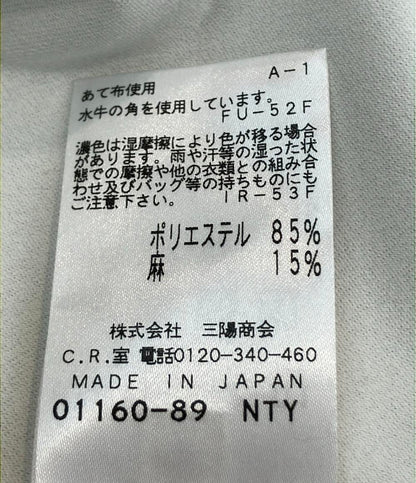 A-1
あて布使用
水牛の角を使用しています。
FU-52F
濃色は湿摩擦により色が移る場合
があります。雨や汗等の湿った状
態での摩擦や他の衣類との組み合
わせ及びバッグ等の持ちものにも
ご注意下さい。 IR-53F
ポリエステル 85%
麻 15%
株式会社 三陽商会
C.R.室 電話0120-340-460
MADE IN JAPAN
01160-89 NTY